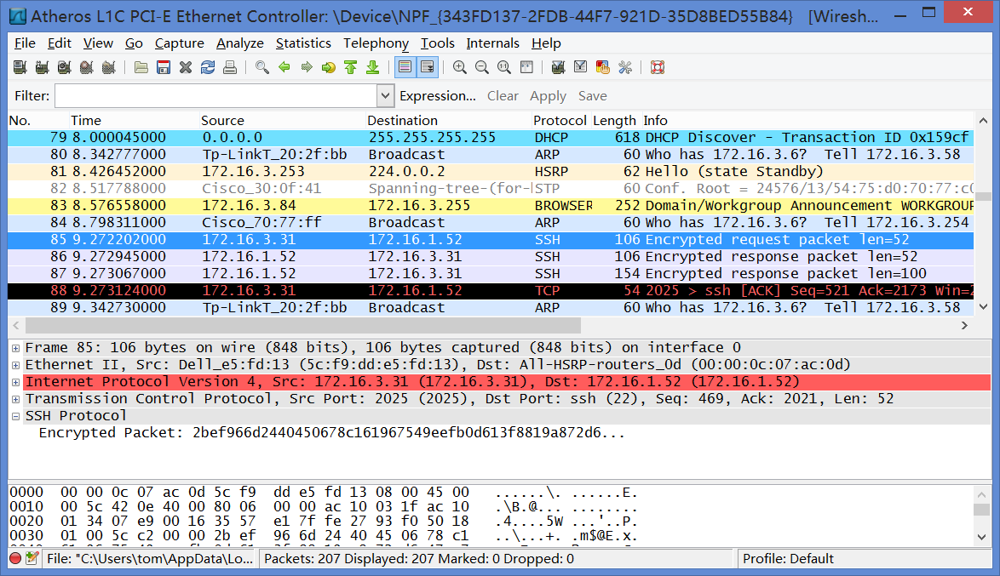 Atheros L1C PCI-E Ethernet Controller: \Device\NPF_{343FD137-2FDB-44F7-921D-35D8BED55B84} [Wiresh...
File Edit View Go Capture Analyze Statistics Telephony Tools Internals Help
Filter: Expression... Clear Apply Save
No. Time Source Destination Protocol Length Info
79 8.000045000 0.0.0.0 255.255.255.255 DHCP 618 DHCP Discover - Transaction ID 0x159cf
80 8.342777000 Tp-LinkT_20:2f:bb Broadcast ARP 60 Who has 172.16.3.6? Tell 172.16.3.58
81 8.426452000 172.16.3.253 224.0.0.2 HSRP 62 Hello (state Standby)
82 8.517788000 Cisco_30:0f:41 Spanning-tree-(for-b STP 60 Conf. Root = 24576/13/54:75:d0:70:77:c0
83 8.576558000 172.16.3.84 172.16.3.255 BROWSER 252 Domain/Workgroup Announcement WORKGROUP
84 8.798311000 Cisco_70:77:ff Broadcast ARP 60 Who has 172.16.3.6? Tell 172.16.3.254
85 9.272202000 172.16.3.31 172.16.1.52 SSH 106 Encrypted request packet len=52
86 9.272945000 172.16.1.52 172.16.3.31 SSH 106 Encrypted response packet len=52
87 9.273067000 172.16.1.52 172.16.3.31 SSH 154 Encrypted response packet len=100
88 9.273124000 172.16.3.31 172.16.1.52 TCP 54 2025 > ssh [ACK] Seq=521 Ack=2173 Win=2
89 9.342730000 Tp-LinkT_20:2f:bb Broadcast ARP 60 Who has 172.16.3.6? Tell 172.16.3.58
Frame 85: 106 bytes on wire (848 bits), 106 bytes captured (848 bits) on interface 0
Ethernet II, Src: Dell_e5:fd:13 (5c:f9:dd:e5:fd:13), Dst: All-HSRP-routers_0d (00:00:0c:07:ac:0d)
Internet Protocol Version 4, Src: 172.16.3.31 (172.16.3.31), Dst: 172.16.1.52 (172.16.1.52)
Transmission Control Protocol, Src Port: 2025 (2025), Dst Port: ssh (22), Seq: 469, Ack: 2021, Len: 52
SSH Protocol
Encrypted Packet: 2bef966d2440450678c161967549eefb0d613f8819a872d6...
0000 00 00 0c 07 ac 0d 5c f9 dd e5 fd 13 08 00 45 00 ......\. ......E.
0010 00 5c 42 0e 40 00 80 06 00 00 ac 10 03 1f ac 10 .\B.@... ........
0020 01 34 07 e9 00 16 35 57 e1 7f fe 27 93 f0 50 18 .4....5W ...'..P.
0030 01 00 5c c2 00 00 2b ef 96 6d 24 40 45 06 78 c1 ..\...+. .m$@E.x.
File: "C:\Users\tom\AppData\Lo... Packets: 207 Displayed: 207 Marked: 0 Dropped: 0 Profile: Default